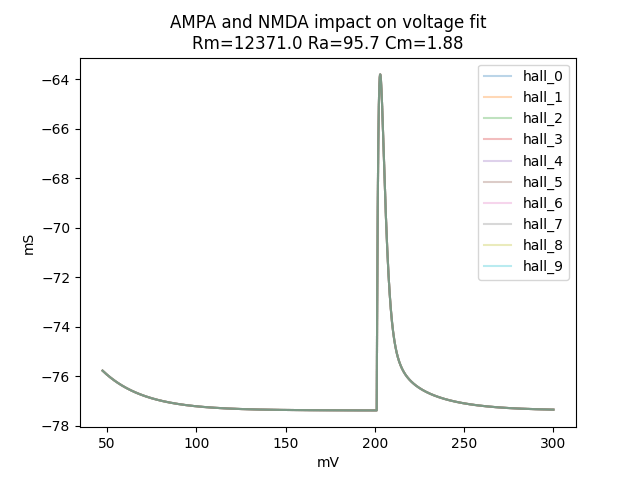 AMPA and NMDA impact on voltage fit
Rm=12371.0 Ra=95.7 Cm=1.88
hall_0
hall_1
hall_2
hall_3
hall_4
hall_5
hall_6
hall_7
hall_8
hall_9
mS
−64
−66
−68
−70
−72
−74
−76
−78
50
100
150
200
250
300
mV